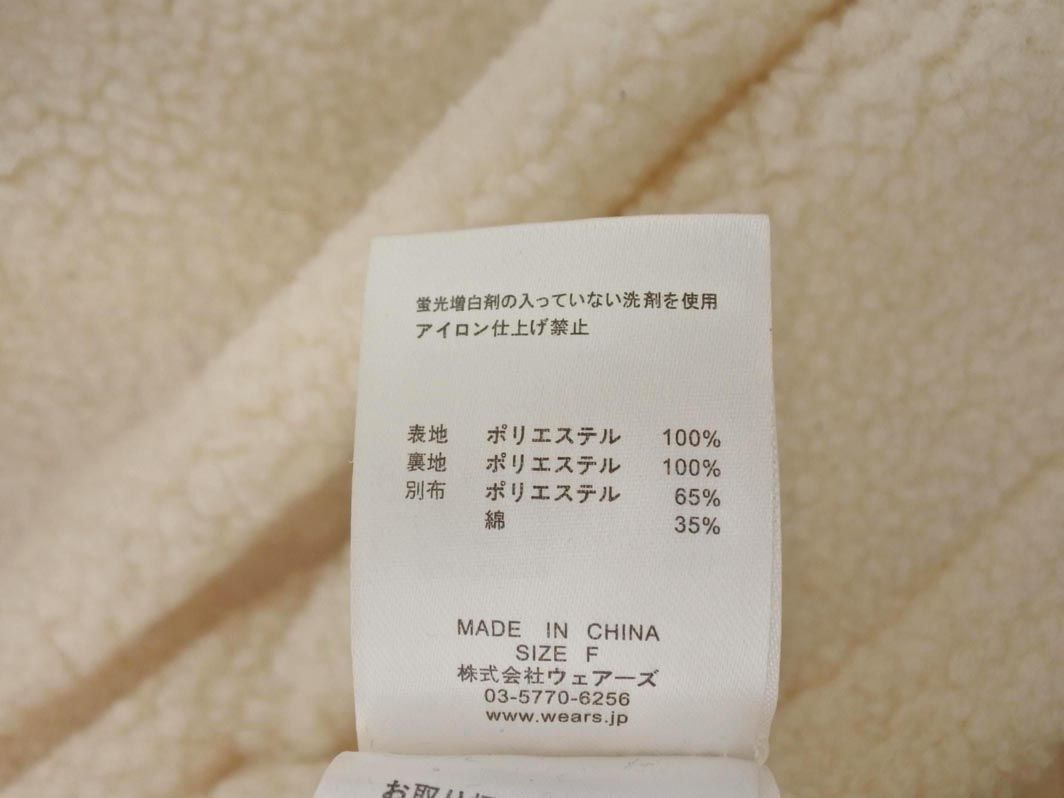 蛍光増白剤の入っていない洗剤を使用
アイロン仕上げ禁止
表地 ポリエステル 100%
裏地 ポリエステル 100%
別布 ポリエステル 65%
綿 35%
MADE IN CHINA
SIZE F
株式会社ウェアーズ
03-5770-6256
www.wears.jp
お取り